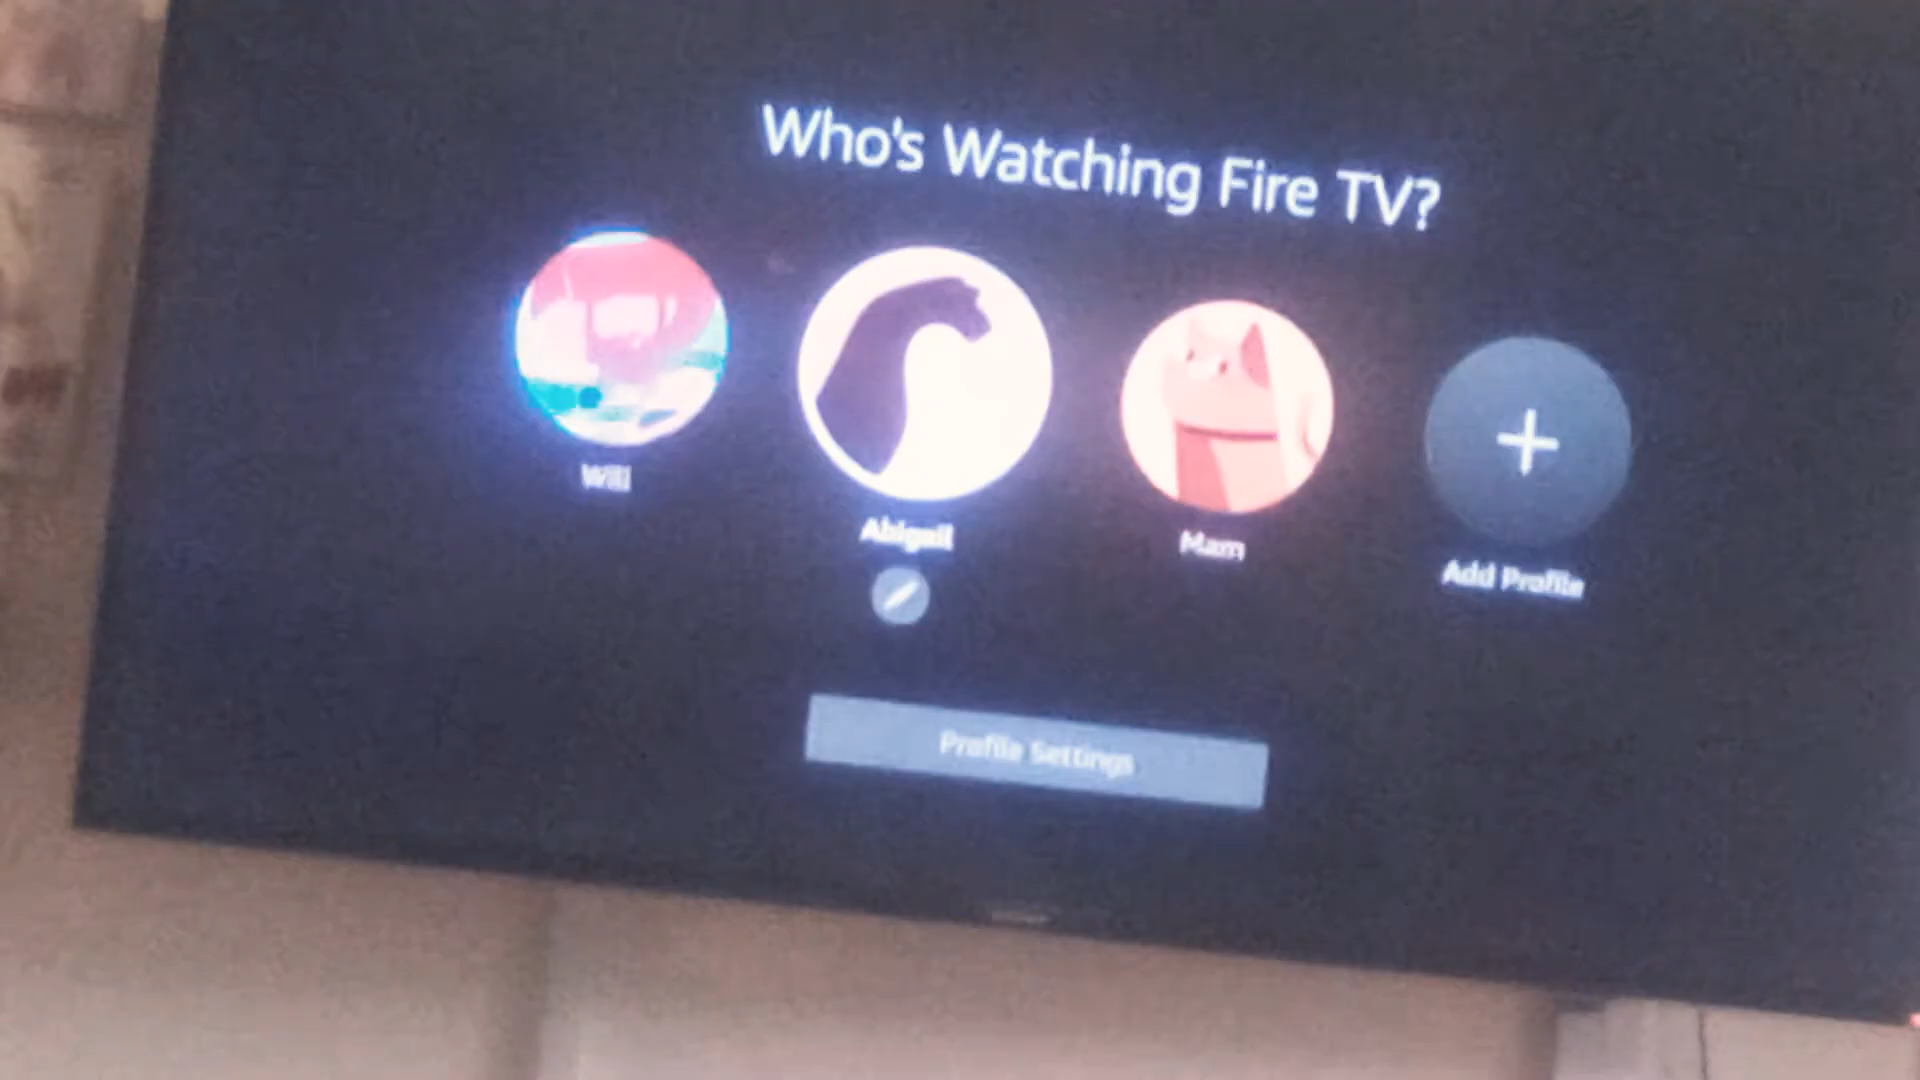 Who's Watching Fire TV?
Will
Abigail
Mam
Add Profile
Profile Settings